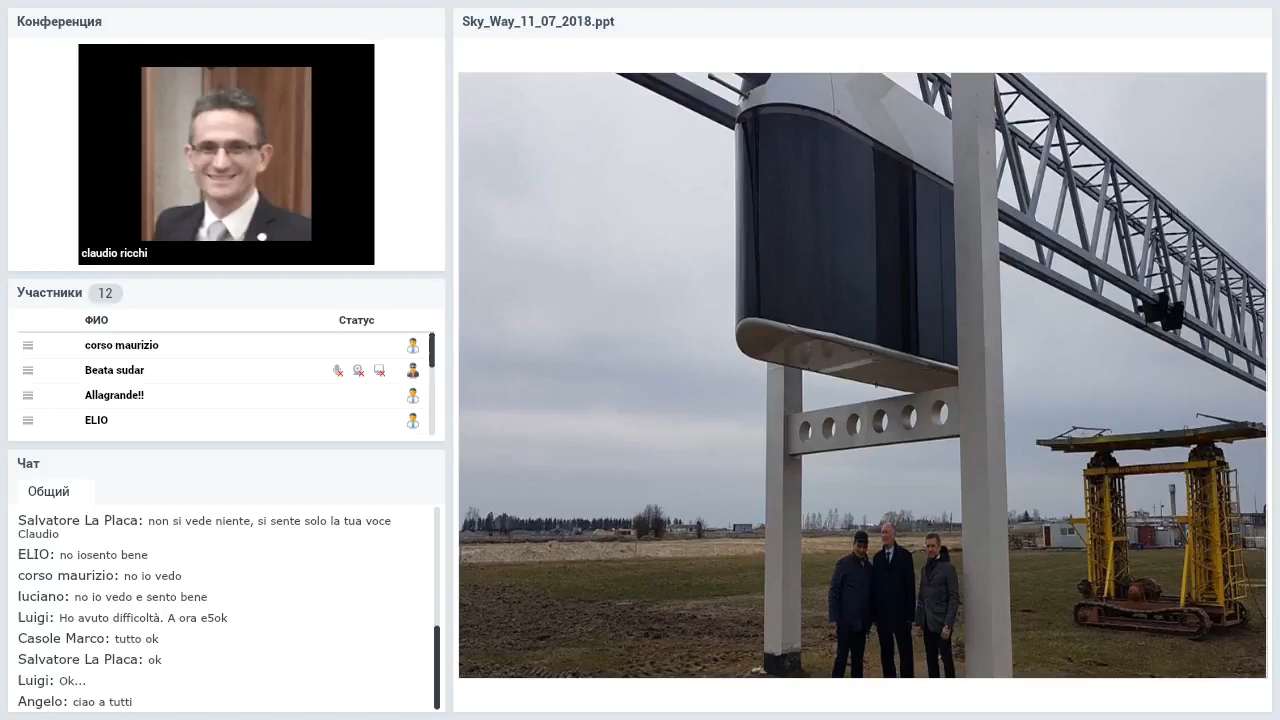 Конференция
claudio ricchi
Участники 12
ФИО Статус
corso maurizio
Beata sudar
Allagrande!!
ELIO
Чат
Общий
Salvatore La Placa: non si vede niente, si sente solo la tua voce
Claudio
ELIO: no iosento bene
corso maurizio: no io vedo
luciano: no io vedo e sento bene
Luigi: Ho avuto difficoltà. A ora e5ok
Casole Marco: tutto ok
Salvatore La Placa: ok
Luigi: Ok...
Angelo: ciao a tutti
Sky_Way_11_07_2018.ppt